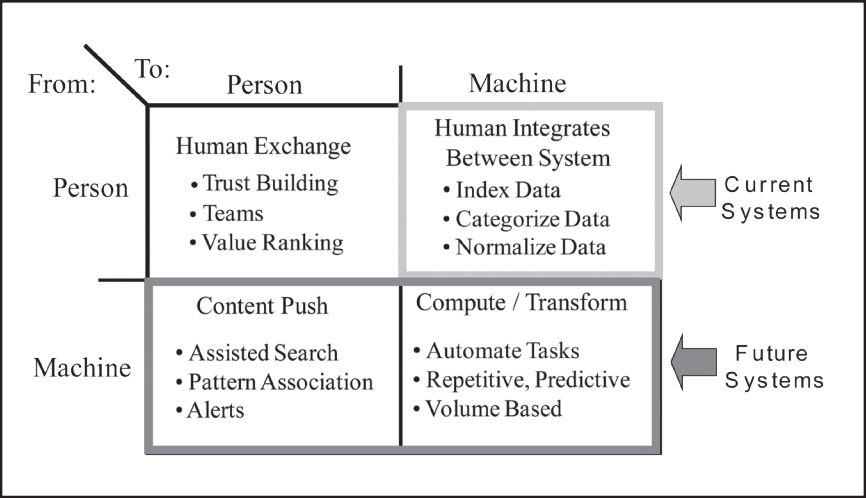 From:
To:
Person
Machine
Person
Human Exchange
• Trust Building
• Teams
• Value Ranking
Human Integrates
Between System
• Index Data
• Categorize Data
• Normalize Data
Current
Systems
Machine
Content Push
• Assisted Search
• Pattern Association
• Alerts
Compute / Transform
• Automate Tasks
• Repetitive, Predictive
• Volume Based
Future
Systems